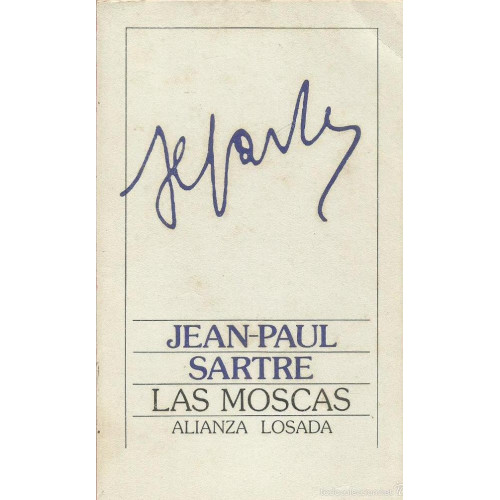 JEAN-PAUL
SARTRE
LAS MOSCAS
ALIANZA LOSADA